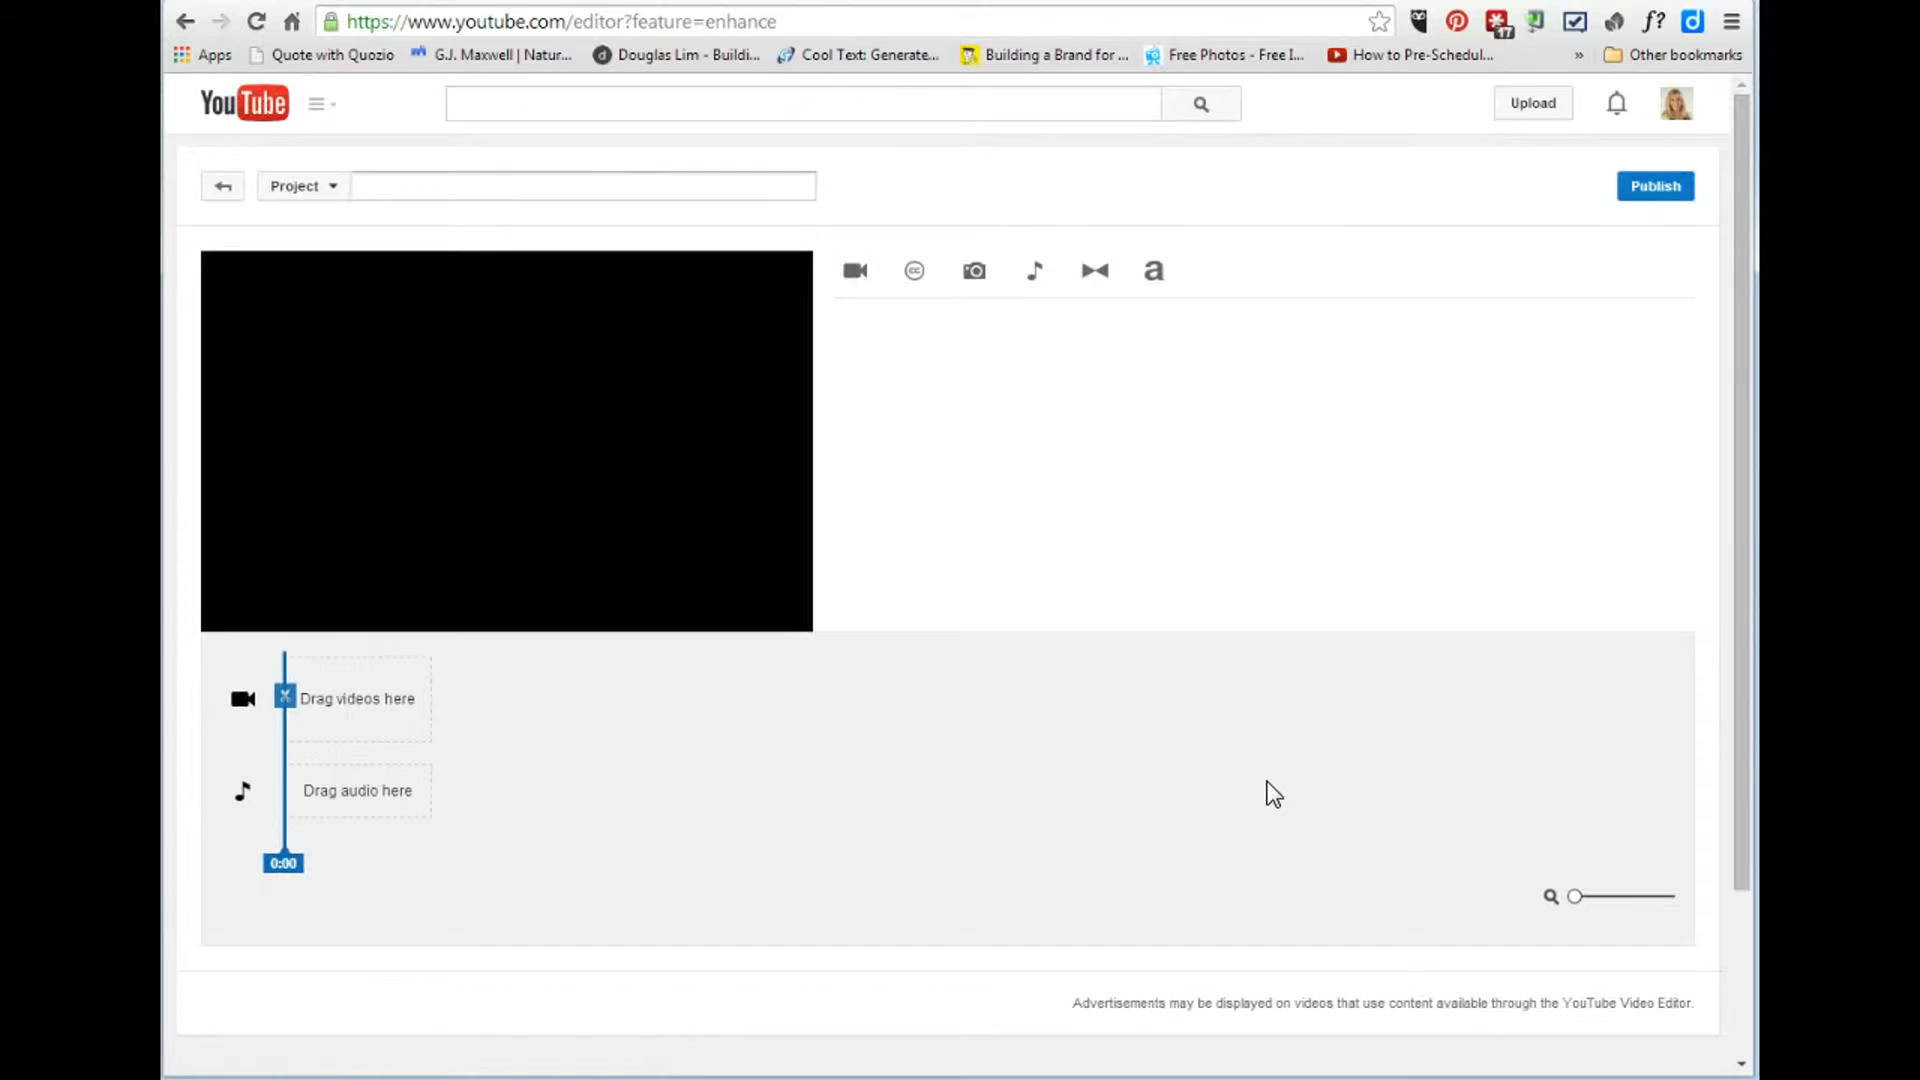 https://www.youtube.com/editor?feature=enhance
17
f?
Apps
Quote with Quozio
G.J. Maxwell | Natur...
Douglas Lim - Buildi...
Cool Text: Generate...
Building a Brand for ...
Free Photos - Free I...
How to Pre-Schedul...
»
Other bookmarks
YouTube
Upload
Project
Publish
cc
a
Drag videos here
Drag audio here
0:00
Advertisements may be displayed on videos that use content available through the YouTube Video Editor.